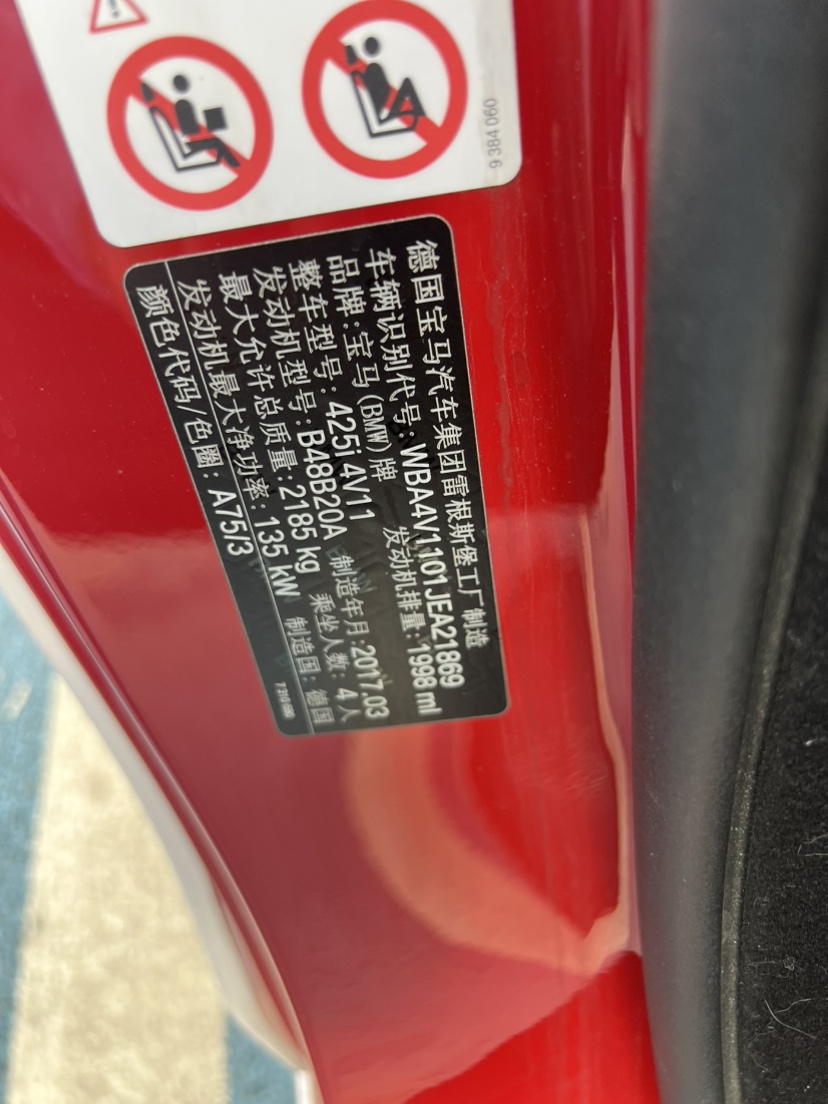 9 384 060
德国宝马汽车集团雷根斯堡工厂制造
车辆识别代号:WBA4V1101JEA21869
品牌:宝马(BMW)牌 发动机排量:1998 ml
整车型号:425i 4V11 制造年月:2017.03
发动机型号:B48B20A 乘坐人数: 4人
最大允许总质量:2185 kg 制造国:德国
发动机最大净功率:135 kW
颜色代码/色圈: A75/3